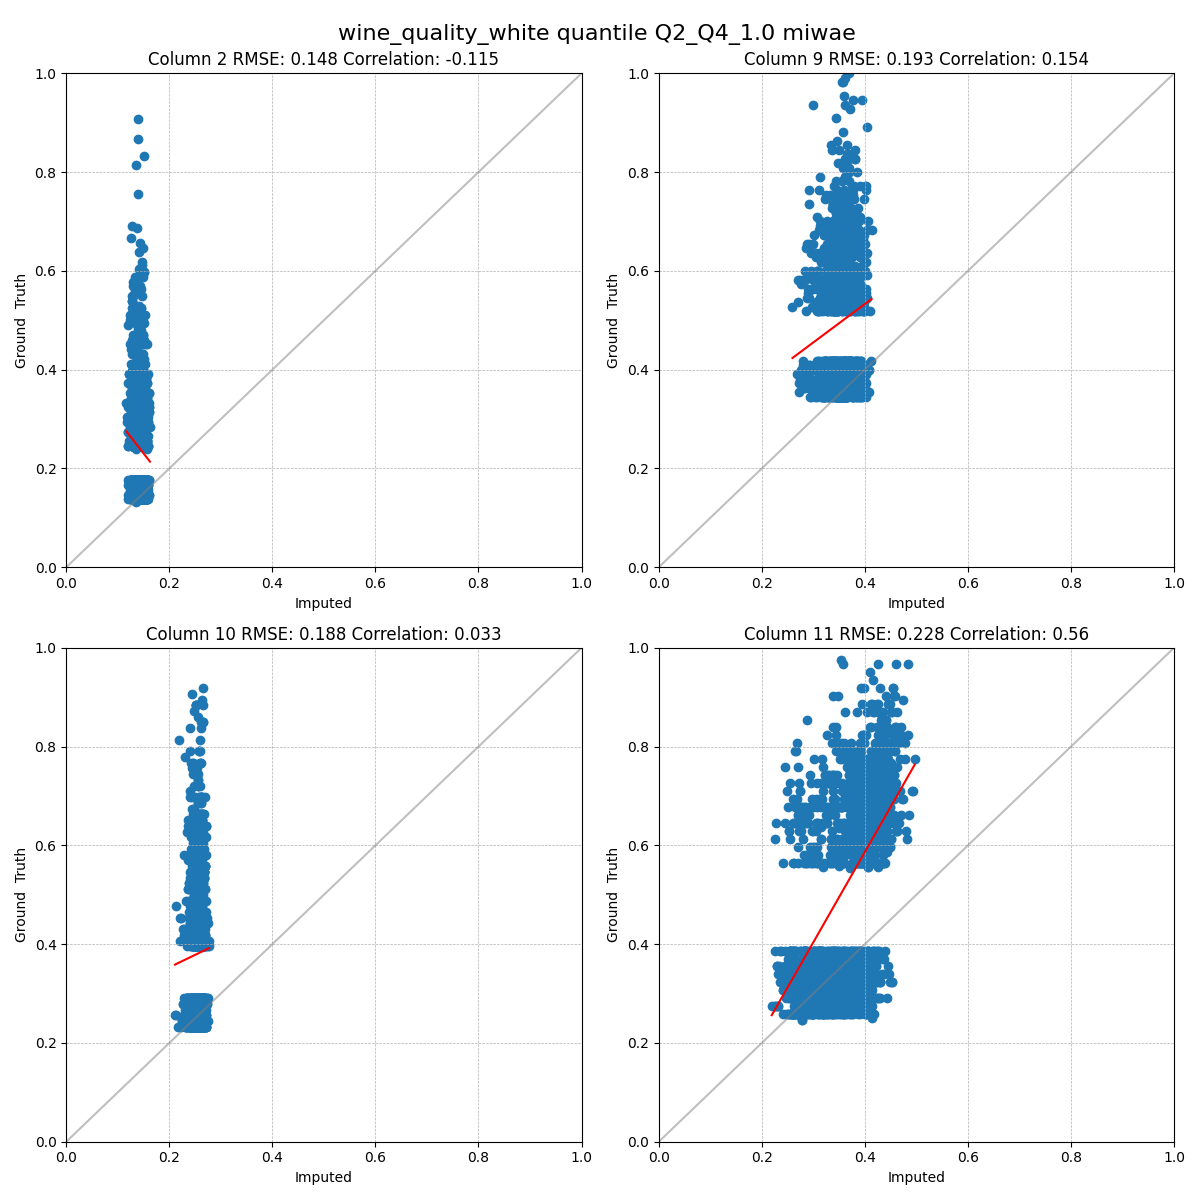 wine_quality_white quantile Q2_Q4_1.0 miwae
Column 2 RMSE: 0.148 Correlation: -0.115
Column 9 RMSE: 0.193 Correlation: 0.154
1.0
0.8
0.6
0.4
0.2
0.0
Ground Truth
0.0 0.2 0.4 0.6 0.8 1.0
Imputed
1.0
0.8
0.6
0.4
0.2
0.0
Ground Truth
0.0 0.2 0.4 0.6 0.8 1.0
Imputed
Column 10 RMSE: 0.188 Correlation: 0.033
Column 11 RMSE: 0.228 Correlation: 0.56
1.0
0.8
0.6
0.4
0.2
0.0
Ground Truth
0.0 0.2 0.4 0.6 0.8 1.0
Imputed
1.0
0.8
0.6
0.4
0.2
0.0
Ground Truth
0.0 0.2 0.4 0.6 0.8 1.0
Imputed